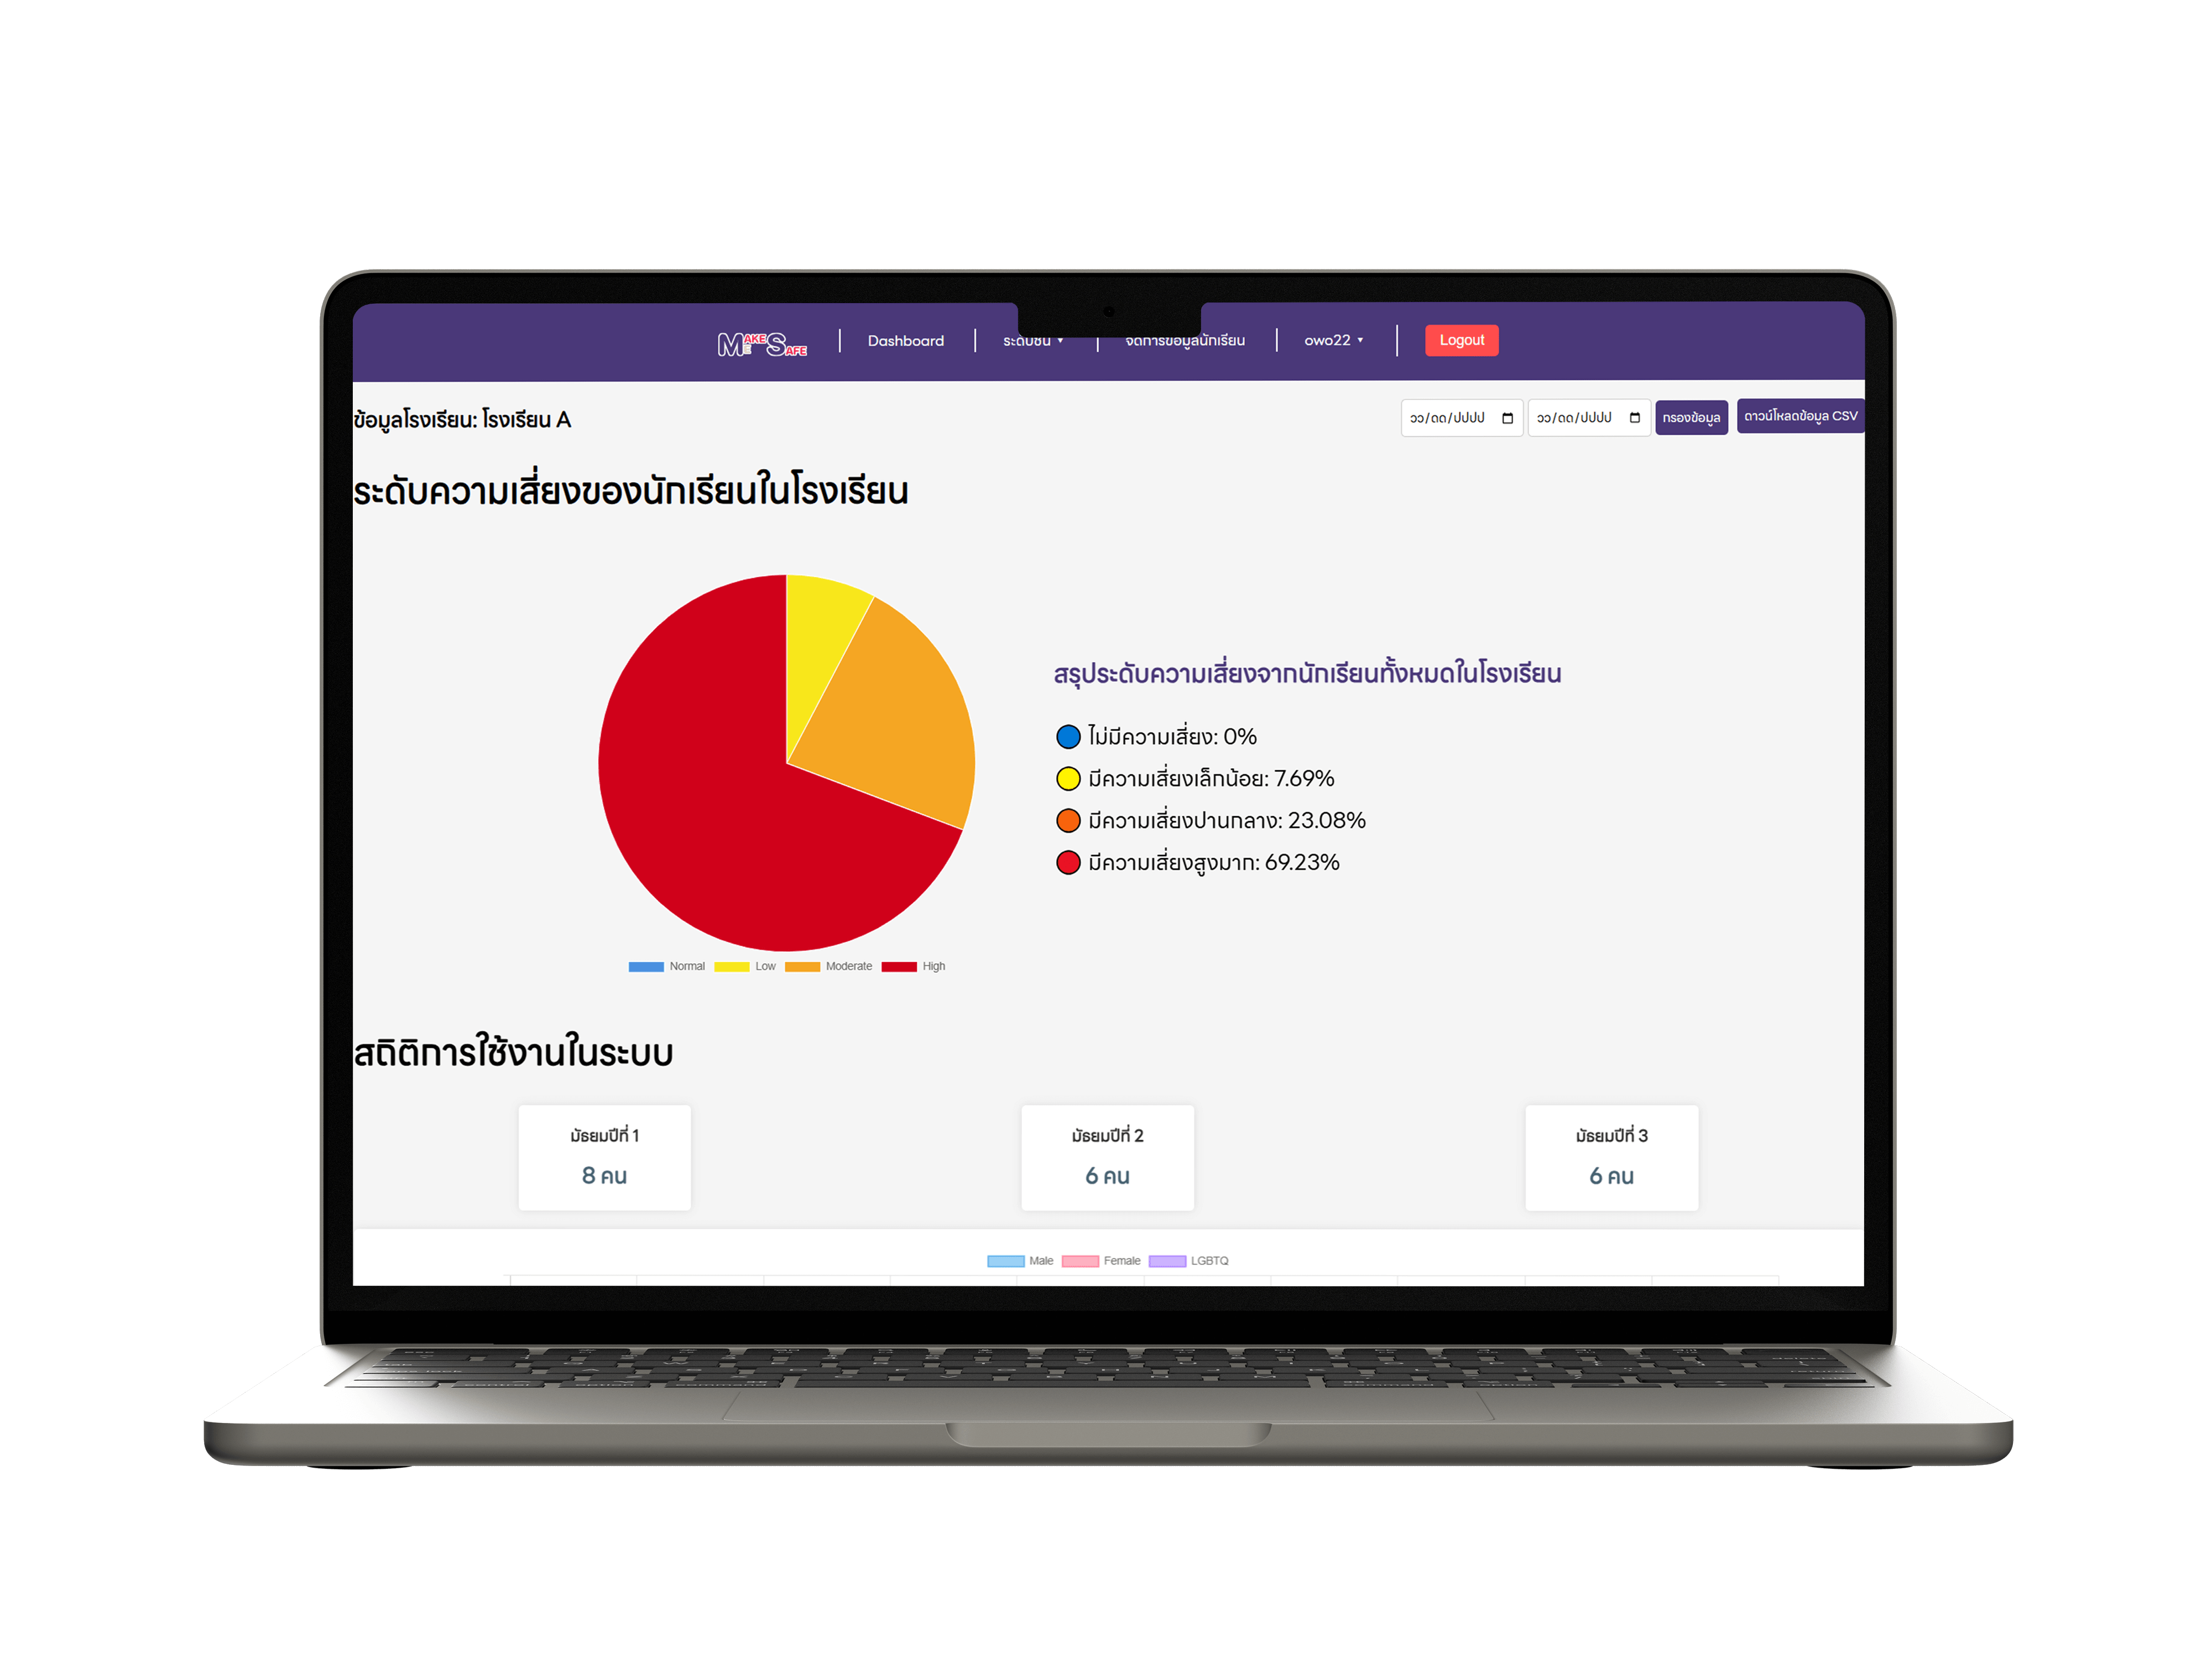 MAKE ME SAFE
Dashboard
ระดับชั้น
จัดการข้อมูลนักเรียน
owo22
Logout
ข้อมูลโรงเรียน: โรงเรียน A
วว/ดด/ปปปป
วว/ดด/ปปปป
กรองข้อมูล
ดาวน์โหลดข้อมูล CSV
ระดับความเสี่ยงของนักเรียนในโรงเรียน
สรุประดับความเสี่ยงจากนักเรียนทั้งหมดในโรงเรียน
ไม่มีความเสี่ยง: 0%
มีความเสี่ยงเล็กน้อย: 7.69%
มีความเสี่ยงปานกลาง: 23.08%
มีความเสี่ยงสูงมาก: 69.23%
Normal Low Moderate High
สถิติการใช้งานในระบบ
มัธยมปีที่ 1
8 คน
มัธยมปีที่ 2
6 คน
มัธยมปีที่ 3
6 คน
Male Female LGBTQ